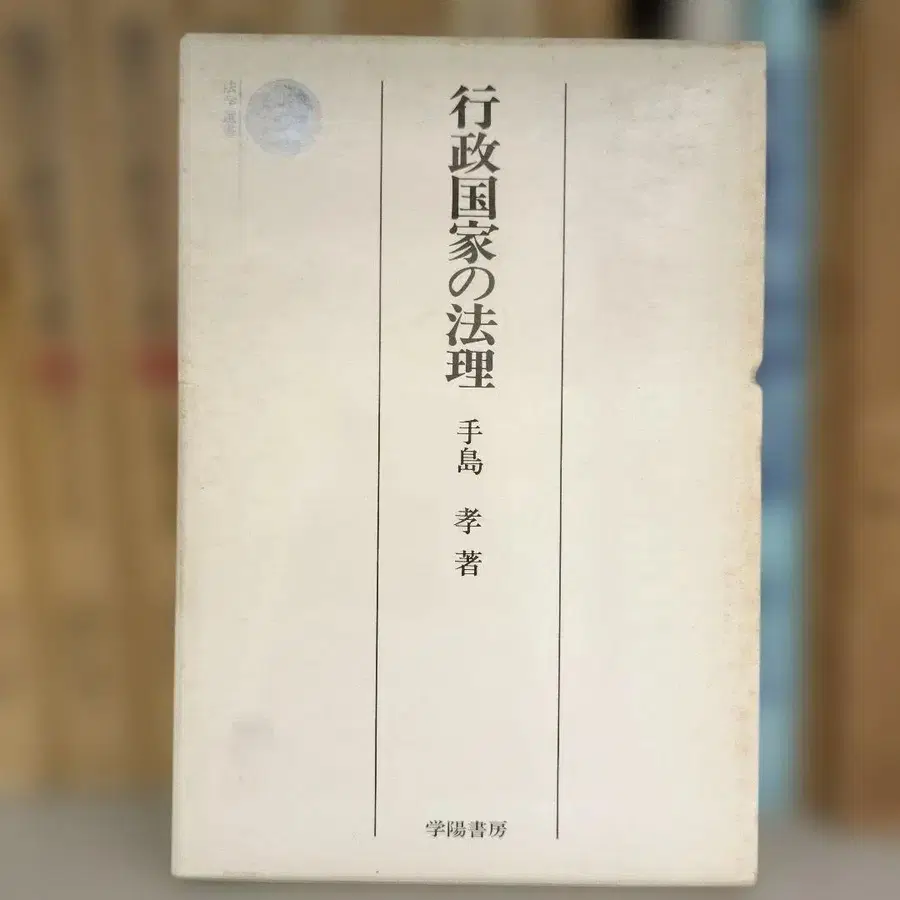 行政国家の法理
手島 孝 著
学陽書房